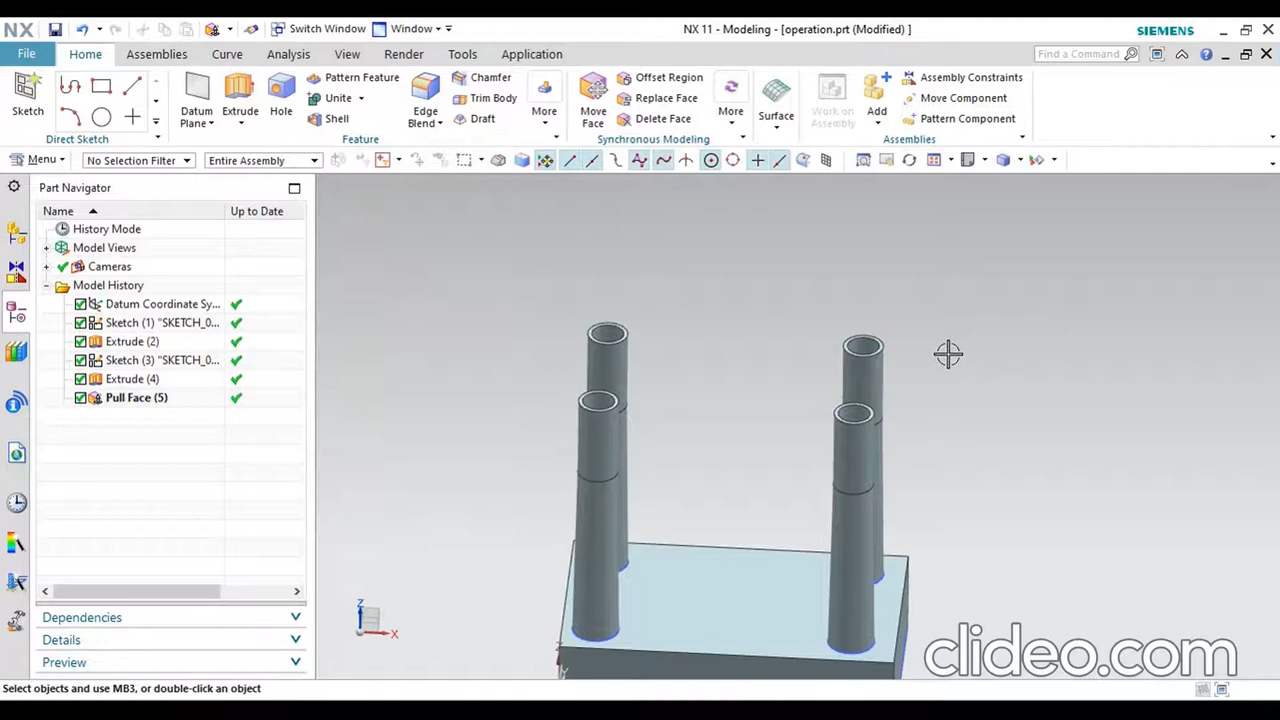 NX
Switch Window
Window
NX 11 - Modeling - [operation.prt (Modified) ]
SIEMENS
File
Home
Assemblies
Curve
Analysis
View
Render
Tools
Application
Find a Command
Sketch
Direct Sketch
Datum Plane
Extrude
Hole
Pattern Feature
Unite
Shell
Feature
Edge Blend
Chamfer
Trim Body
Draft
More
Move Face
Offset Region
Replace Face
Delete Face
Synchronous Modeling
More
Surface
Work on Assembly
Add
Assembly Constraints
Move Component
Pattern Component
Assemblies
Menu
No Selection Filter
Entire Assembly
Part Navigator
Name
Up to Date
History Mode
Model Views
Cameras
Model History
Datum Coordinate Sy...
Sketch (1) "SKETCH_0...
Extrude (2)
Sketch (3) "SKETCH_0...
Extrude (4)
Pull Face (5)
Dependencies
Details
Preview
Z
X
clideo.com
Select objects and use MB3, or double-click an object